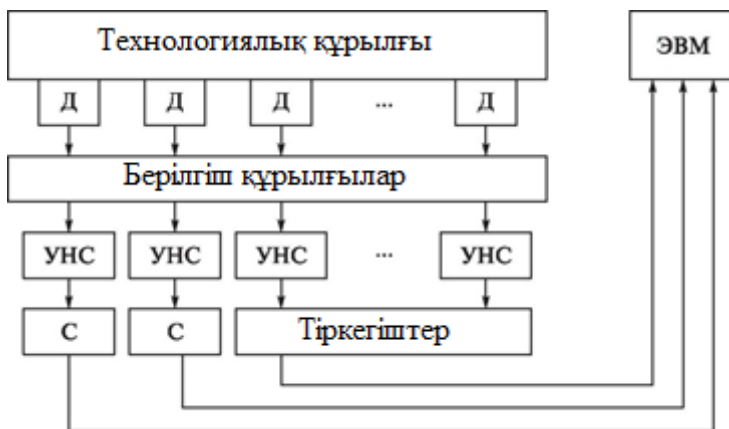 Технологиялық құрылғы
ЭВМ
Д Д Д ... Д
Берілгіш құрылғылар
УНС УНС УНС ... УНС
С С Тіркегіштер